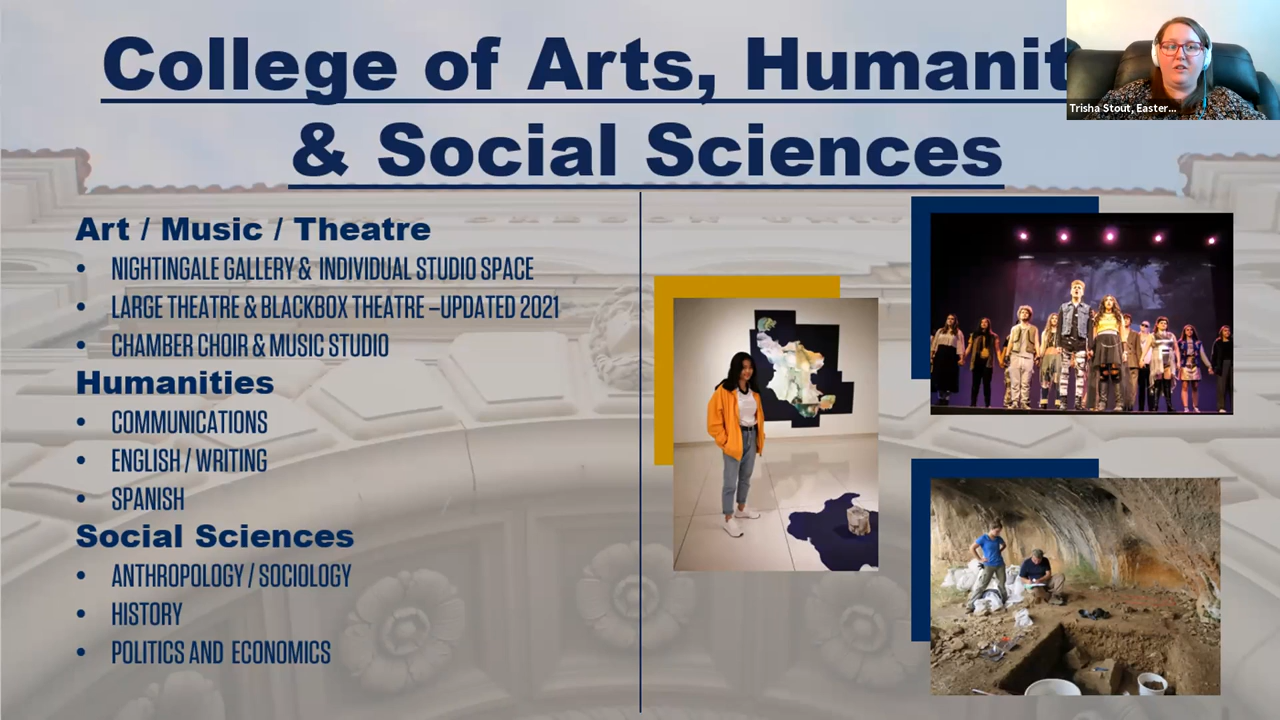 College of Arts, Humanit
& Social Sciences
Trisha Stout, Easter...
Art / Music / Theatre
• NIGHTINGALE GALLERY & INDIVIDUAL STUDIO SPACE
• LARGE THEATRE & BLACKBOX THEATRE –UPDATED 2021
• CHAMBER CHOIR & MUSIC STUDIO
Humanities
• COMMUNICATIONS
• ENGLISH / WRITING
• SPANISH
Social Sciences
• ANTHROPOLOGY / SOCIOLOGY
• HISTORY
• POLITICS AND ECONOMICS